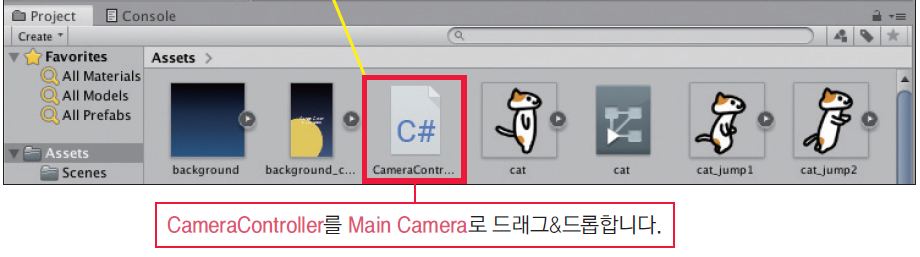 Project Console
Create
Favorites
All Materials
All Models
All Prefabs
Assets
Scenes
Assets >
C#
background background_c... CameraContr... cat cat cat_jump1 cat_jump2
CameraController를 Main Camera로 드래그&드롭합니다.